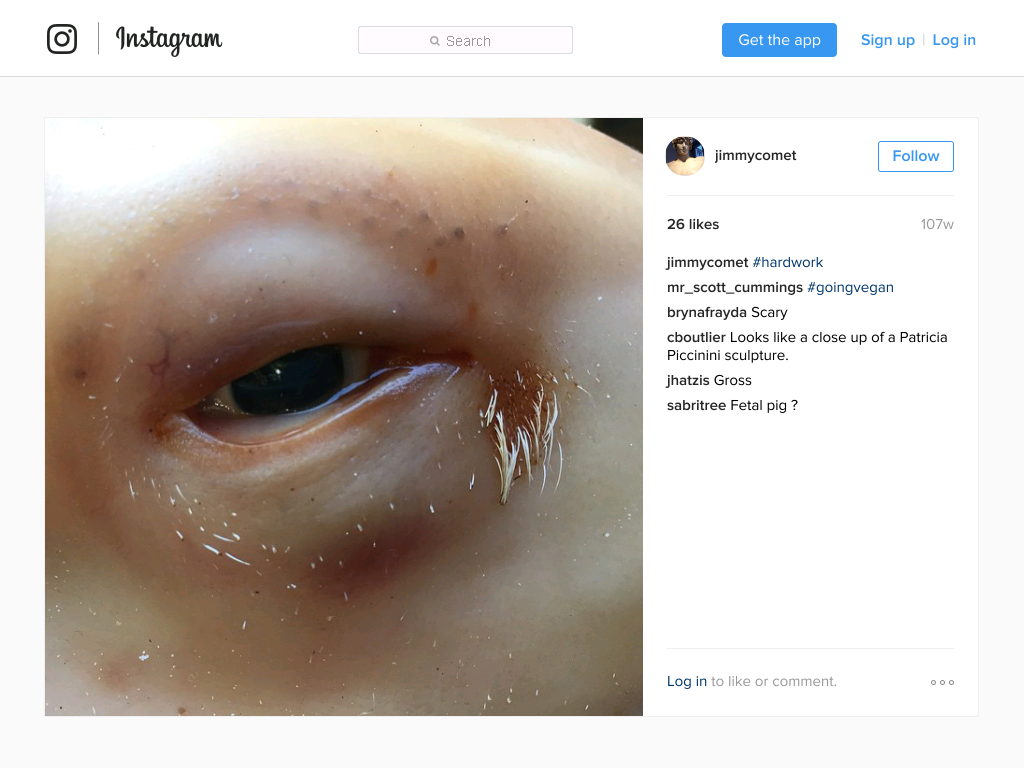 Instagram
Search
Get the app
Sign up | Log in
jimmycomet
Follow
26 likes
107w
jimmycomet #hardwork
mr_scott_cummings #goingvegan
brynafrayda Scary
cboutlier Looks like a close up of a Patricia
Piccinini sculpture.
jhatzis Gross
sabritree Fetal pig ?
Log in to like or comment.